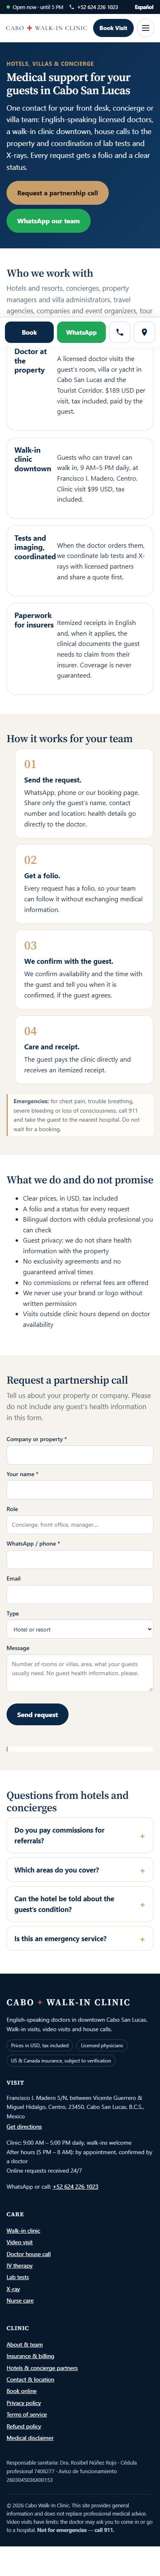 Open now · until 5 PM
+52 624 226 1023
Español
CABO + WALK-IN CLINIC
Book Visit
HOTELS, VILLAS & CONCIERGE
Medical support for your
guests in Cabo San Lucas
One contact for your front desk, concierge or
villa team: English-speaking licensed doctors,
a walk-in clinic downtown, house calls to the
property and coordination of lab tests and
X-rays. Every request gets a folio and a clear
status.
Request a partnership call
WhatsApp our team
Who we work with
Hotels and resorts, concierges, property
managers and villa administrators, travel
agencies, companies and event organizers, tour
Book
WhatsApp
Doctor at
the
property
A licensed doctor visits the
guest's room, villa or yacht in
Cabo San Lucas and the
Tourist Corridor. $189 USD per
visit, tax included, paid by the
guest.
Walk-in
clinic
downtown
Guests who can travel can
walk in, 9 AM–5 PM daily, at
Francisco I. Madero, Centro.
Clinic visit $99 USD, tax
included.
Tests and
imaging,
coordinated
When the doctor orders them,
we coordinate lab tests and X-
rays with licensed partners
and share a quote first.
Paperwork
for insurers
Itemized receipts in English
and, when it applies, the
clinical documents the guest
needs to claim from their
insurer. Coverage is never
guaranteed.
How it works for your team
01
Send the request.
WhatsApp, phone or our booking page.
Share only the guest's name, contact
number and location: health details go
directly to the doctor.
02
Get a folio.
Every request has a folio, so your team
can follow it without exchanging medical
information.
03
We confirm with the guest.
We confirm availability and the time with
the guest and tell you when it is
confirmed, if the guest agrees.
04
Care and receipt.
The guest pays the clinic directly and
receives an itemized receipt.
Emergencies: for chest pain, trouble breathing,
severe bleeding or loss of consciousness, call 911
and take the guest to the nearest hospital. Do not
wait for a booking.
What we do and do not promise
Clear prices, in USD, tax included
A folio and a status for every request
Bilingual doctors with cédula profesional you
can check
Guest privacy: we do not share health
information with the property
No exclusivity agreements and no
guaranteed arrival times
No commissions or referral fees are offered
We never use your brand or logo without
written permission
Visits outside clinic hours depend on doctor
availability
Request a partnership call
Tell us about your property or company. Please
do not include any guest's health information
in this form.
Company or property *
Your name *
Role
Concierge, front office, manager...
WhatsApp / phone *
Email
Type
Hotel or resort
Message
Number of rooms or villas, area, what your guests
usually need. No guest health information, please.
Send request
Questions from hotels and
concierges
Do you pay commissions for
referrals?
+
Which areas do you cover?
+
Can the hotel be told about the
guest's condition?
+
Is this an emergency service?
+
CABO + WALK-IN CLINIC
English-speaking doctors in downtown Cabo San Lucas.
Walk-in visits, video visits and house calls.
Prices in USD, tax included
Licensed physicians
US & Canada insurance, subject to verification
VISIT
Francisco I. Madero S/N, between Vicente Guerrero &
Miguel Hidalgo, Centro, 23450, Cabo San Lucas, B.C.S.,
Mexico
Get directions
Clinic: 9:00 AM – 5:00 PM daily, walk-ins welcome
After hours (5 PM – 8 AM): by appointment, confirmed by
a doctor
Online requests received 24/7
WhatsApp or call: +52 624 226 1023
CARE
Walk-in clinic
Video visit
Doctor house call
IV therapy
Lab tests
X-ray
Nurse care
CLINIC
About & team
Insurance & billing
Hotels & concierge partners
Contact & location
Book online
Privacy policy
Terms of service
Refund policy
Medical disclaimer
Responsable sanitaria: Dra. Rosibel Núñez Rojo · Cédula
profesional 7408277 · Aviso de funcionamiento
2603045036X00153
© 2026 Cabo Walk-In Clinic. This site provides general
information and does not replace professional medical advice.
Video visits have limits: the doctor may ask you to come in or go
to a hospital. Not for emergencies — call 911.